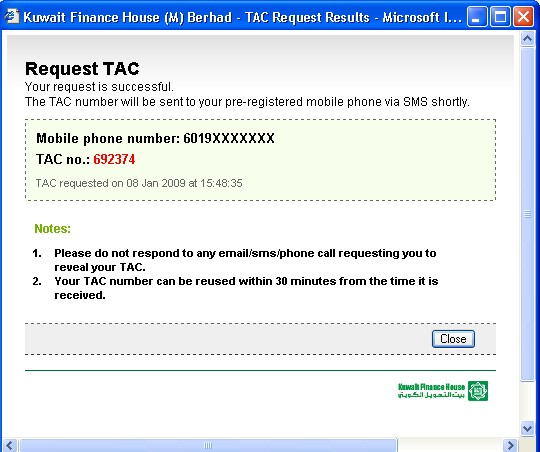 Kuwait Finance House (M) Berhad - TAC Request Results - Microsoft I...
Request TAC
Your request is successful.
The TAC number will be sent to your pre-registered mobile phone via SMS shortly.
Mobile phone number: 6019XXXXXXX
TAC no.: 692374
TAC requested on 08 Jan 2009 at 15:48:35
Notes:
1. Please do not respond to any email/sms/phone call requesting you to
reveal your TAC.
2. Your TAC number can be reused within 30 minutes from the time it is
received.
Close
Kuwait Finance House
بيت التمويل الكويتي